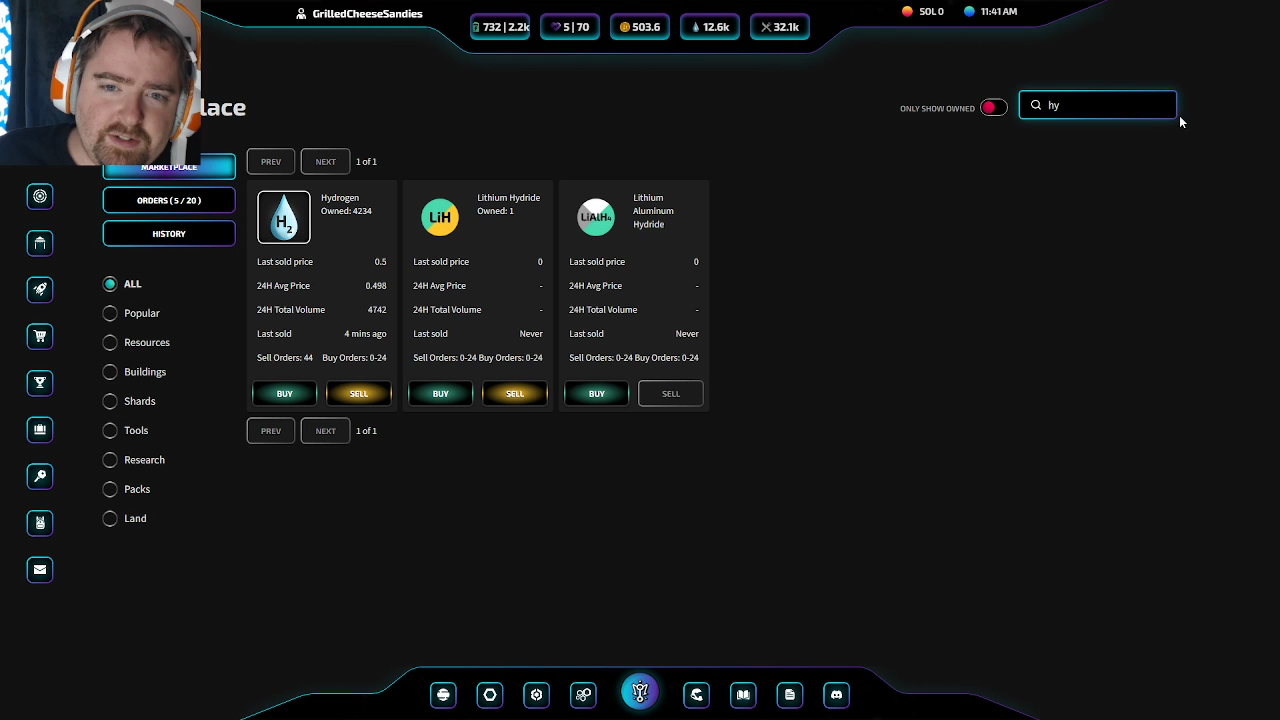 GrilledCheeseSandies
732 | 2.2k
5 | 70
503.6
12.6k
32.1k
SOL 0
11:41 AM
lace
ONLY SHOW OWNED
hy
MARKETPLACE
ORDERS ( 5 / 20 )
HISTORY
ALL
Popular
Resources
Buildings
Shards
Tools
Research
Packs
Land
PREV
NEXT
1 of 1
H2
Hydrogen
Owned: 4234
Last sold price 0.5
24H Avg Price 0.498
24H Total Volume 4742
Last sold 4 mins ago
Sell Orders: 44 Buy Orders: 0-24
BUY
SELL
LiH
Lithium Hydride
Owned: 1
Last sold price 0
24H Avg Price -
24H Total Volume -
Last sold Never
Sell Orders: 0-24 Buy Orders: 0-24
BUY
SELL
LiAlH4
Lithium
Aluminum
Hydride
Last sold price 0
24H Avg Price -
24H Total Volume -
Last sold Never
Sell Orders: 0-24 Buy Orders: 0-24
BUY
SELL
PREV
NEXT
1 of 1